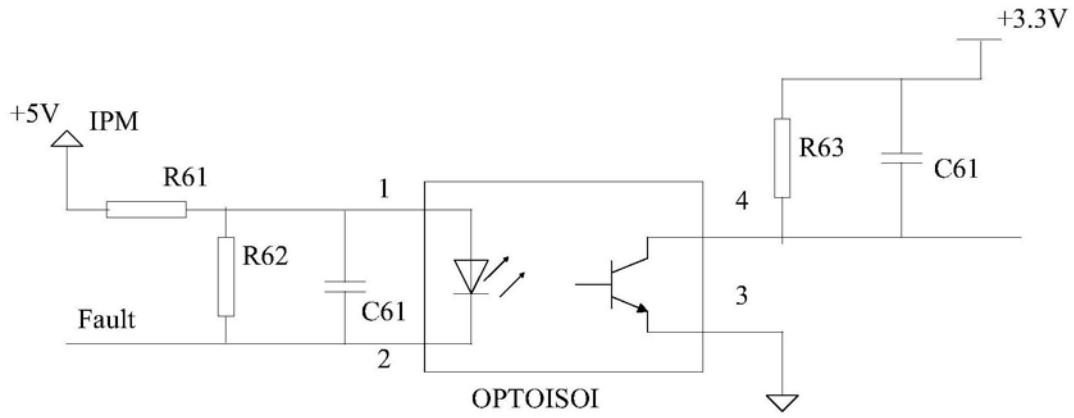 +3.3V
+5V IPM
R61
R62
C61
Fault
1
2
OPTOISOI
4
3
R63
C61